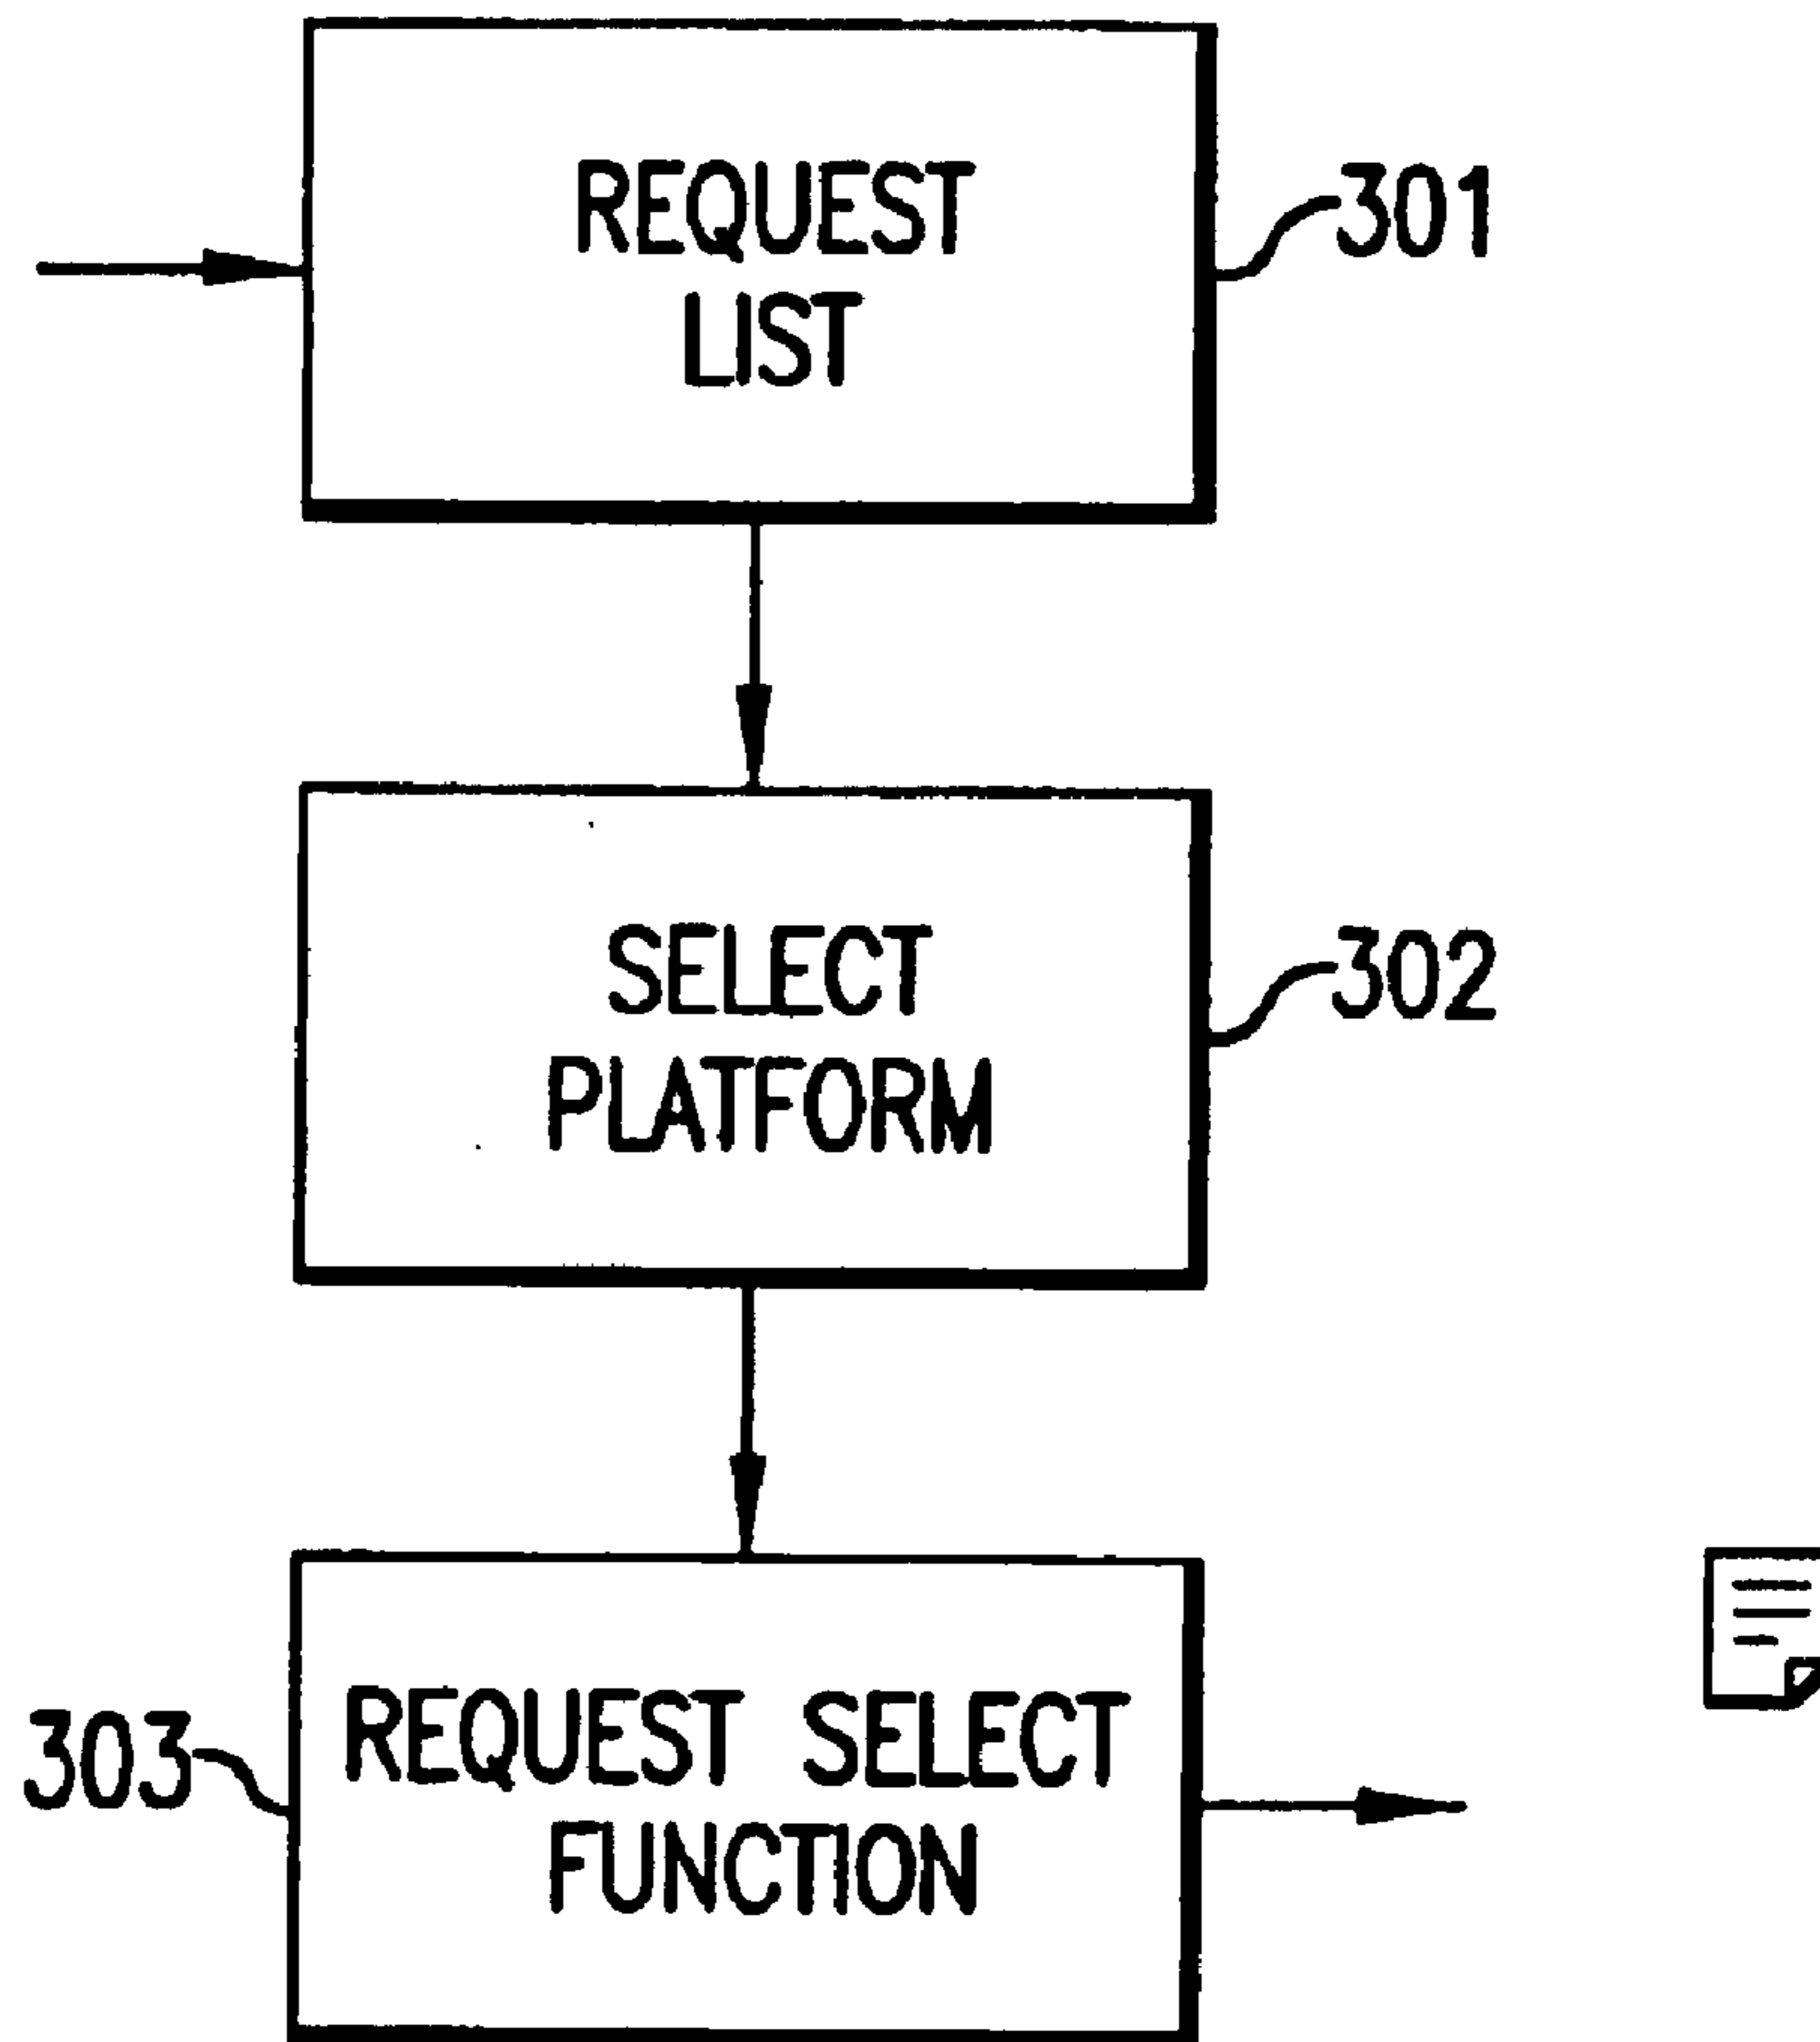 REQUEST
LIST
301
SELECT
PLATFORM
302
303
REQUEST SELECT
FUNCTION